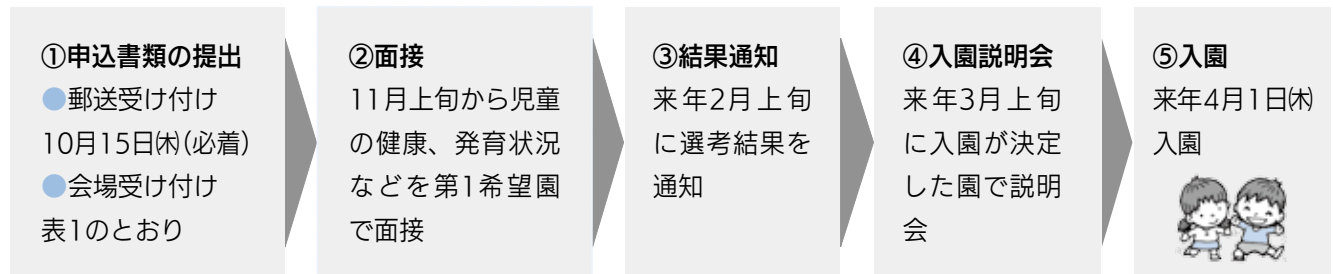 ①申込書類の提出
●郵送受け付け
10月15日㈭(必着)
●会場受け付け
表1のとおり
②面接
11月上旬から児童
の健康、発育状況
などを第1希望園
で面接
③結果通知
来年2月上旬
に選考結果を
通知
④入園説明会
来年3月上旬
に入園が決定
した園で説明
会
⑤入園
来年4月1日㈭
入園